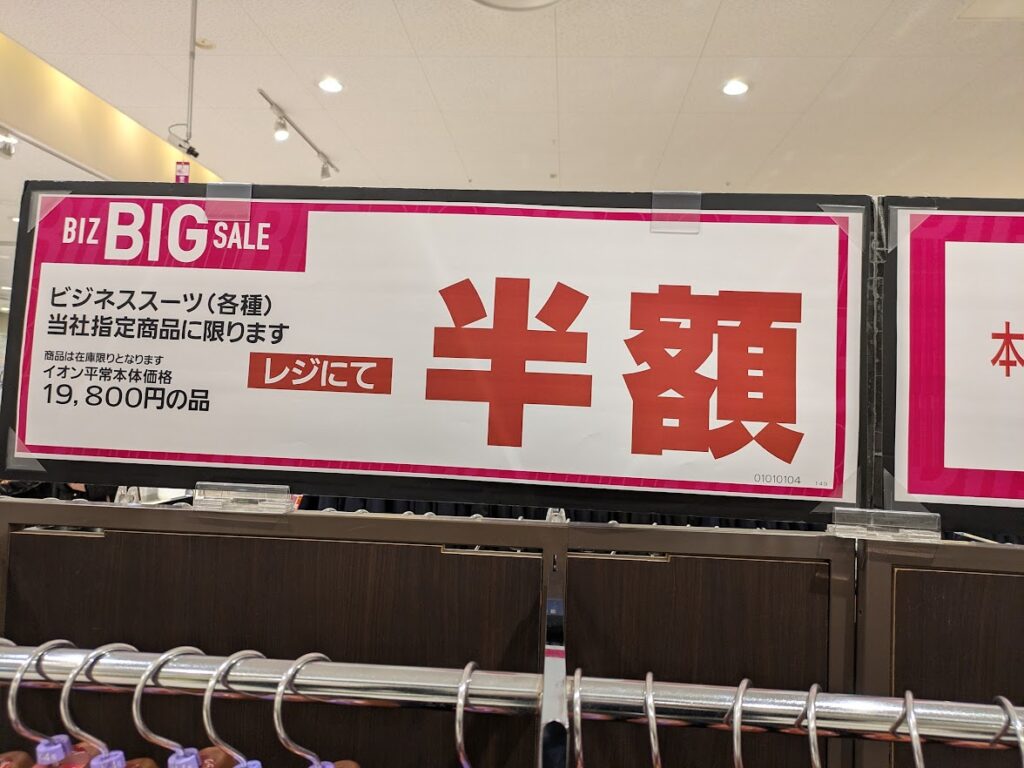 BIZ BIG SALE
ビジネススーツ(各種)
当社指定商品に限ります
商品は在庫限りとなります
イオン平常本体価格
19,800円の品
レジにて
半額
01010104
149
本